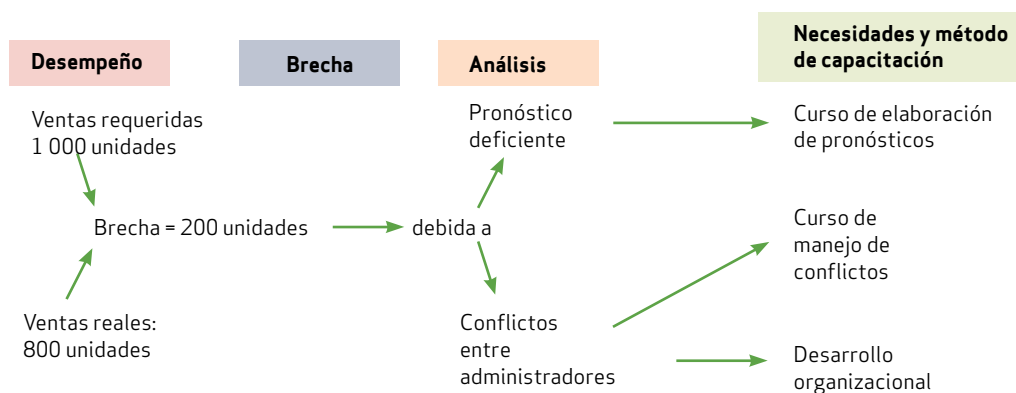 Desempeño
Brecha
Análisis
Necesidades y método
de capacitación
Ventas requeridas
1 000 unidades
Pronóstico
deficiente
Curso de elaboración
de pronósticos
Brecha = 200 unidades
debida a
Curso de
manejo de
conflictos
Ventas reales:
800 unidades
Conflictos
entre
administradores
Desarrollo
organizacional